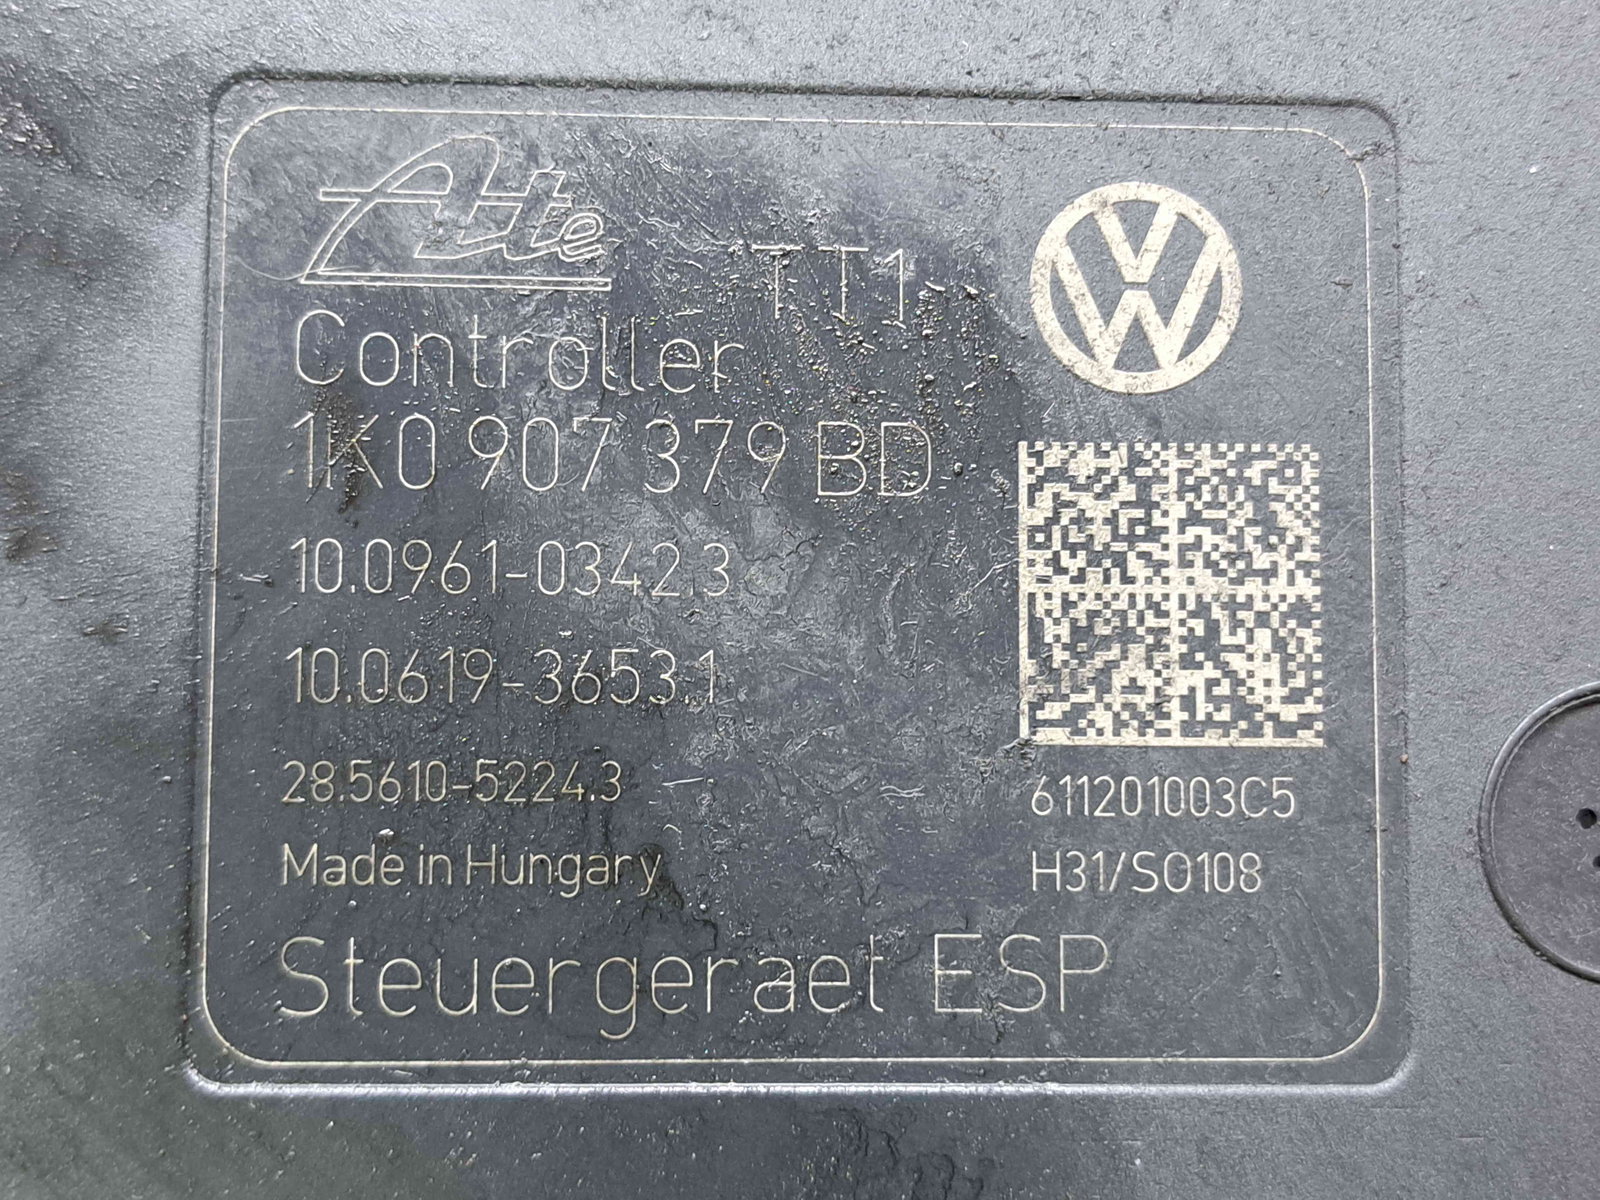 Ate
TT1
Controller
1K0 907 379 BD
10.0961-0342.3
10.0619-3653.1
28.5610-5224.3
611201003C5
Made in Hungary
H31/SO108
Steuergeraet ESP